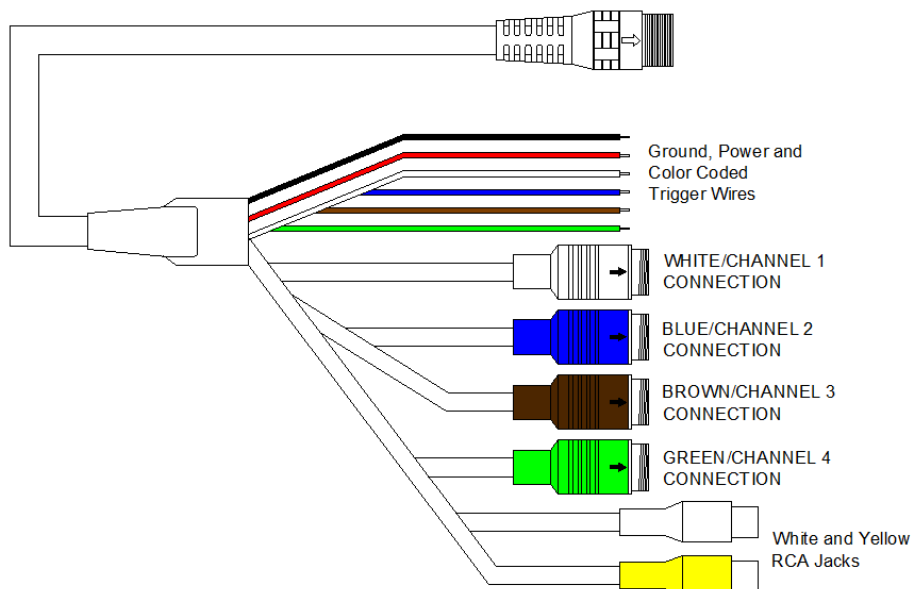 Ground, Power and
Color Coded
Trigger Wires
WHITE/CHANNEL 1
CONNECTION
BLUE/CHANNEL 2
CONNECTION
BROWN/CHANNEL 3
CONNECTION
GREEN/CHANNEL 4
CONNECTION
White and Yellow
RCA Jacks